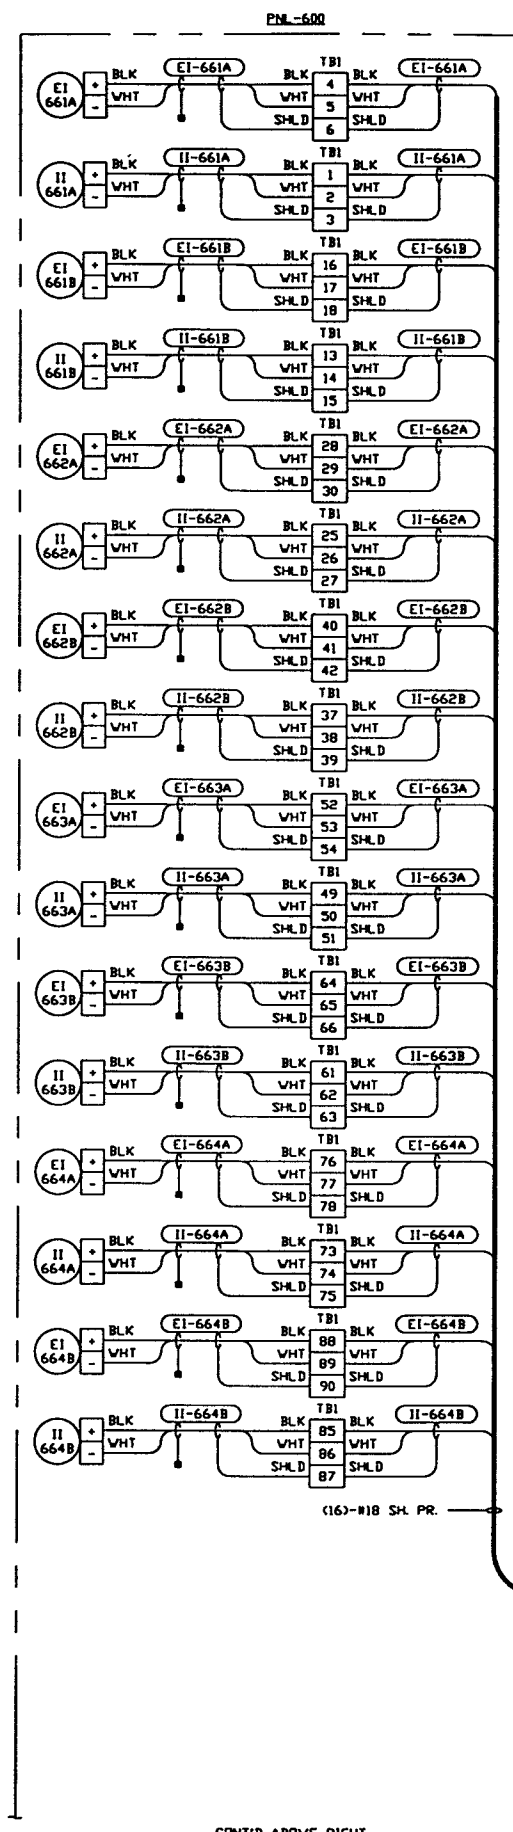 PNL-600
EI-661A TB1 EI-661A
EI 661A + - BLK WHT BLK WHT SHLD 4 5 6 BLK WHT SHLD
II-661A TB1 II-661A
II 661A + - BLK WHT BLK WHT SHLD 1 2 3 BLK WHT SHLD
EI-661B TB1 EI-661B
EI 661B + - BLK WHT BLK WHT SHLD 16 17 18 BLK WHT SHLD
II-661B TB1 II-661B
II 661B + - BLK WHT BLK WHT SHLD 13 14 15 BLK WHT SHLD
EI-662A TB1 EI-662A
EI 662A + - BLK WHT BLK WHT SHLD 28 29 30 BLK WHT SHLD
II-662A TB1 II-662A
II 662A + - BLK WHT BLK WHT SHLD 25 26 27 BLK WHT SHLD
EI-662B TB1 EI-662B
EI 662B + - BLK WHT BLK WHT SHLD 40 41 42 BLK WHT SHLD
II-662B TB1 II-662B
II 662B + - BLK WHT BLK WHT SHLD 37 38 39 BLK WHT SHLD
EI-663A TB1 EI-663A
EI 663A + - BLK WHT BLK WHT SHLD 52 53 54 BLK WHT SHLD
II-663A TB1 II-663A
II 663A + - BLK WHT BLK WHT SHLD 49 50 51 BLK WHT SHLD
EI-663B TB1 EI-663B
EI 663B + - BLK WHT BLK WHT SHLD 64 65 66 BLK WHT SHLD
II-663B TB1 II-663B
II 663B + - BLK WHT BLK WHT SHLD 61 62 63 BLK WHT SHLD
EI-664A TB1 EI-664A
EI 664A + - BLK WHT BLK WHT SHLD 76 77 78 BLK WHT SHLD
II-664A TB1 II-664A
II 664A + - BLK WHT BLK WHT SHLD 73 74 75 BLK WHT SHLD
EI-664B TB1 EI-664B
EI 664B + - BLK WHT BLK WHT SHLD 88 89 90 BLK WHT SHLD
II-664B TB1 II-664B
II 664B + - BLK WHT BLK WHT SHLD 85 86 87 BLK WHT SHLD
(16)-#18 SH. PR.
CONT'D ABOVE RIGHT